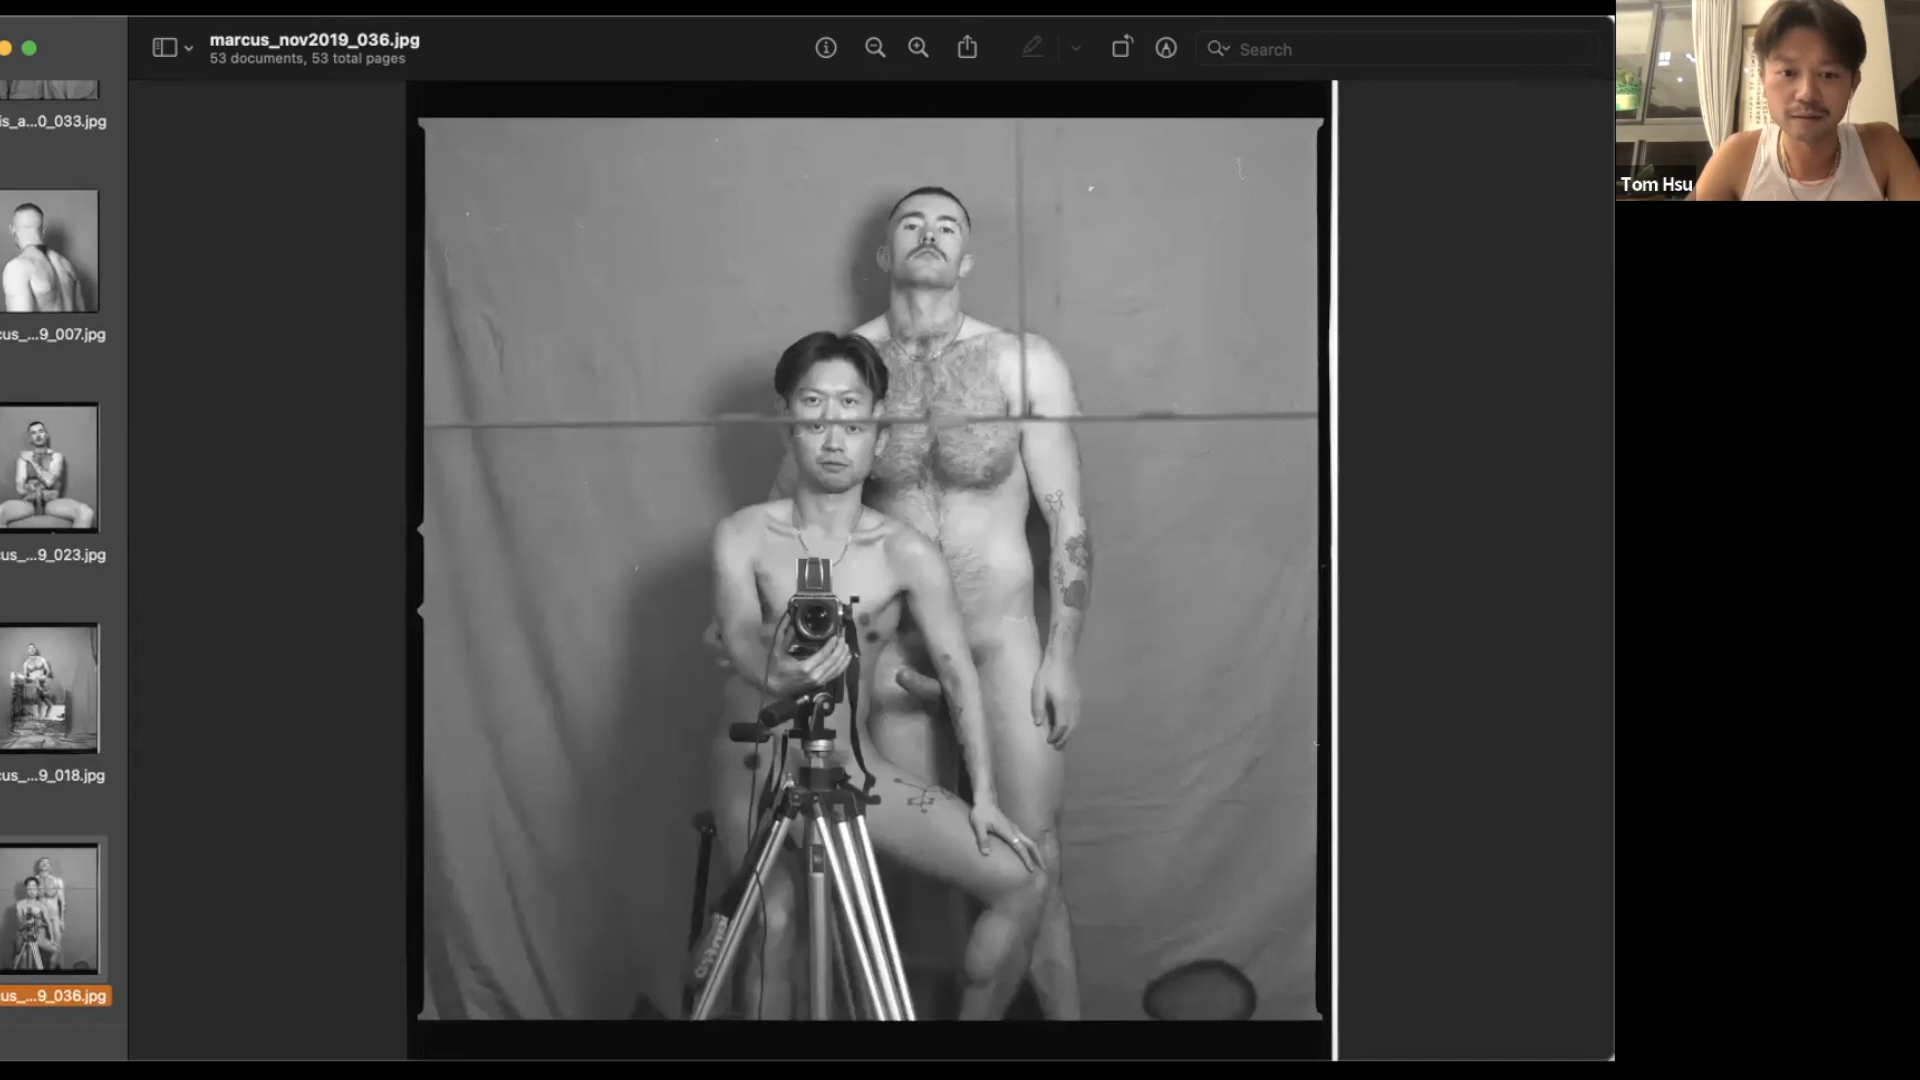 marcus_nov2019_036.jpg
53 documents, 53 total pages
Search
Tom Hsu
is_a...0_033.jpg
cus_...9_007.jpg
us_...9_023.jpg
cus_...9_018.jpg
us_...9_036.jpg